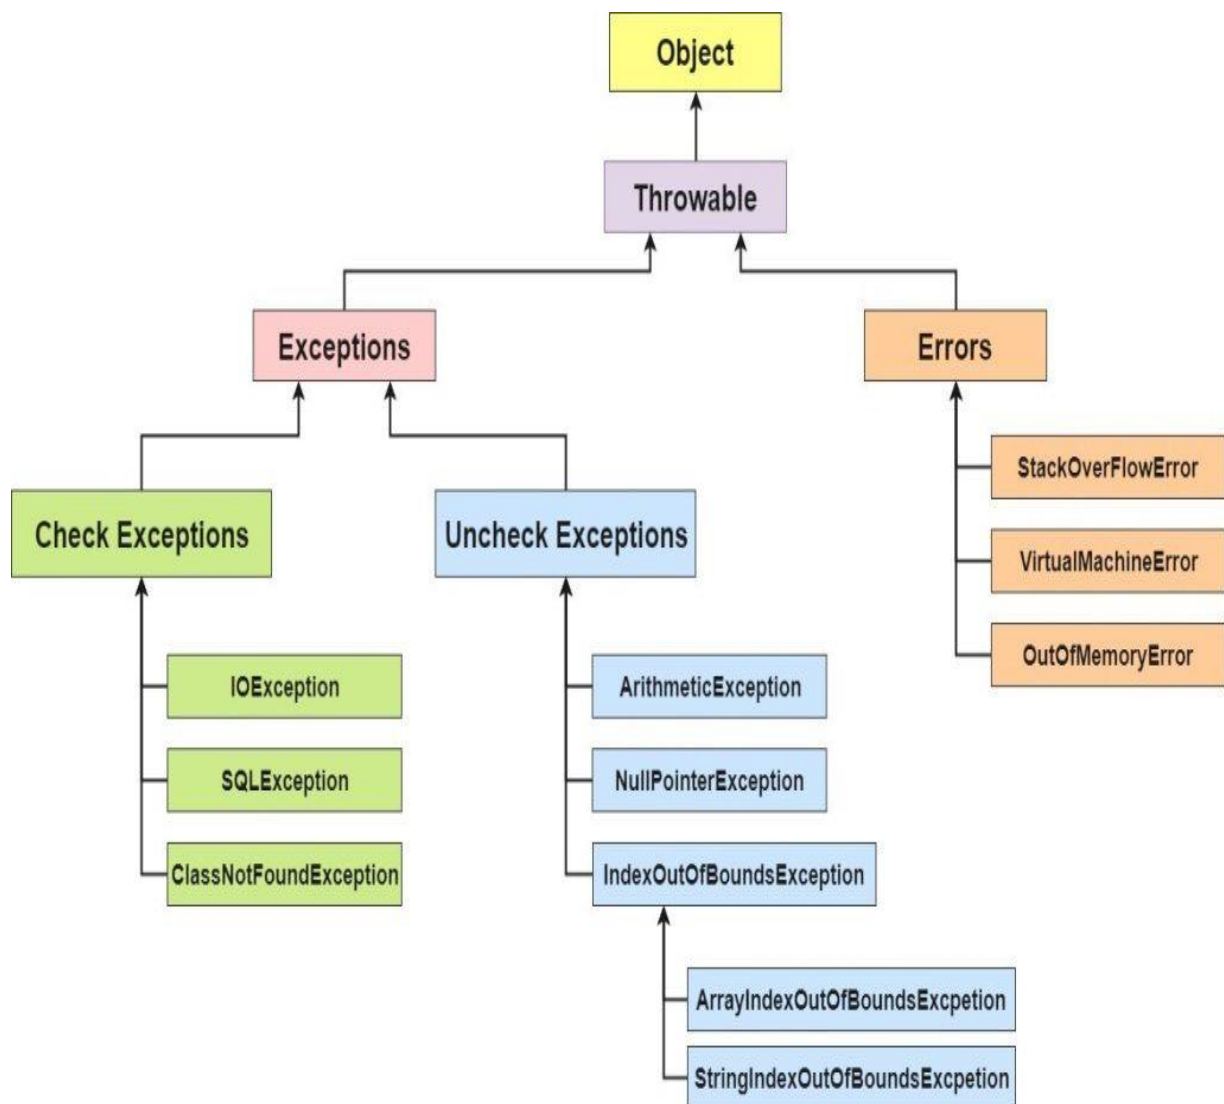 Object
Throwable
Exceptions
Errors
Check Exceptions
Uncheck Exceptions
StackOverFlowError
VirtualMachineError
OutOfMemoryError
IOException
SQLException
ClassNotFoundException
ArithmeticException
NullPointerException
IndexOutOfBoundsException
ArrayIndexOutOfBoundsExcpetion
StringIndexOutOfBoundsExcpetion